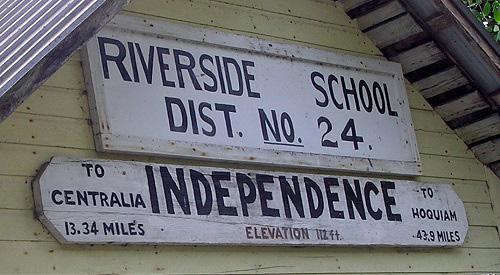 RIVERSIDE SCHOOL
DIST. NO. 24.
TO CENTRALIA 13.34 MILES
INDEPENDENCE
ELEVATION 112 ft.
TO HOQUIAM 43.9 MILES